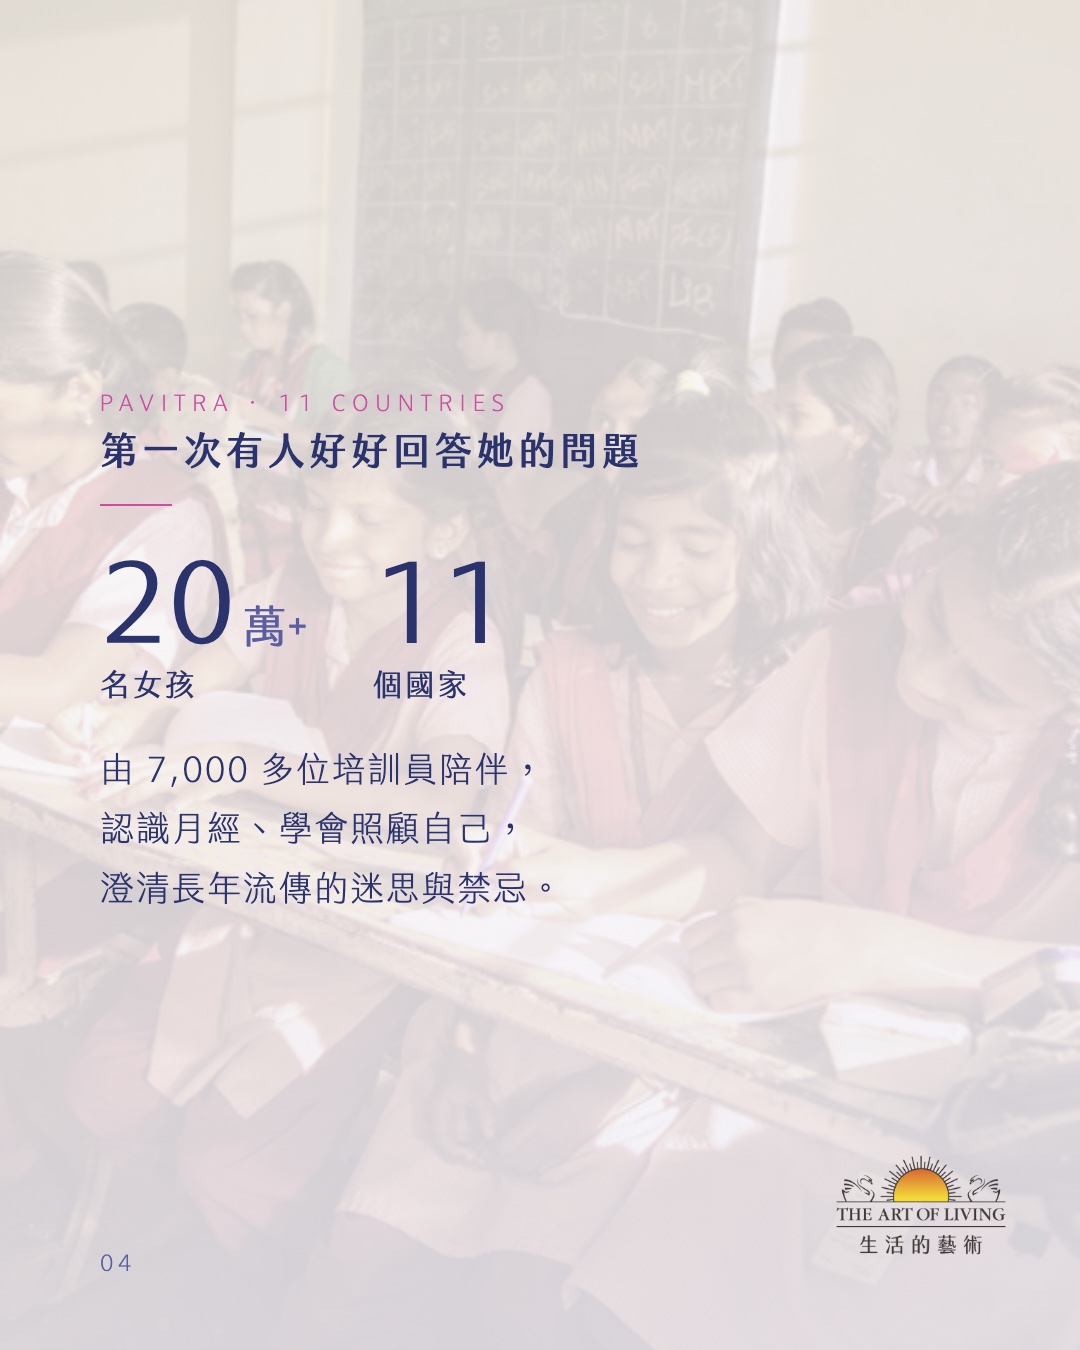 PAVITRA · 11 COUNTRIES
第一次有人好好回答她的問題
20萬+ 11
名女孩 個國家
由 7,000 多位培訓員陪伴，
認識月經、學會照顧自己，
澄清長年流傳的迷思與禁忌。
THE ART OF LIVING
生活的藝術
04